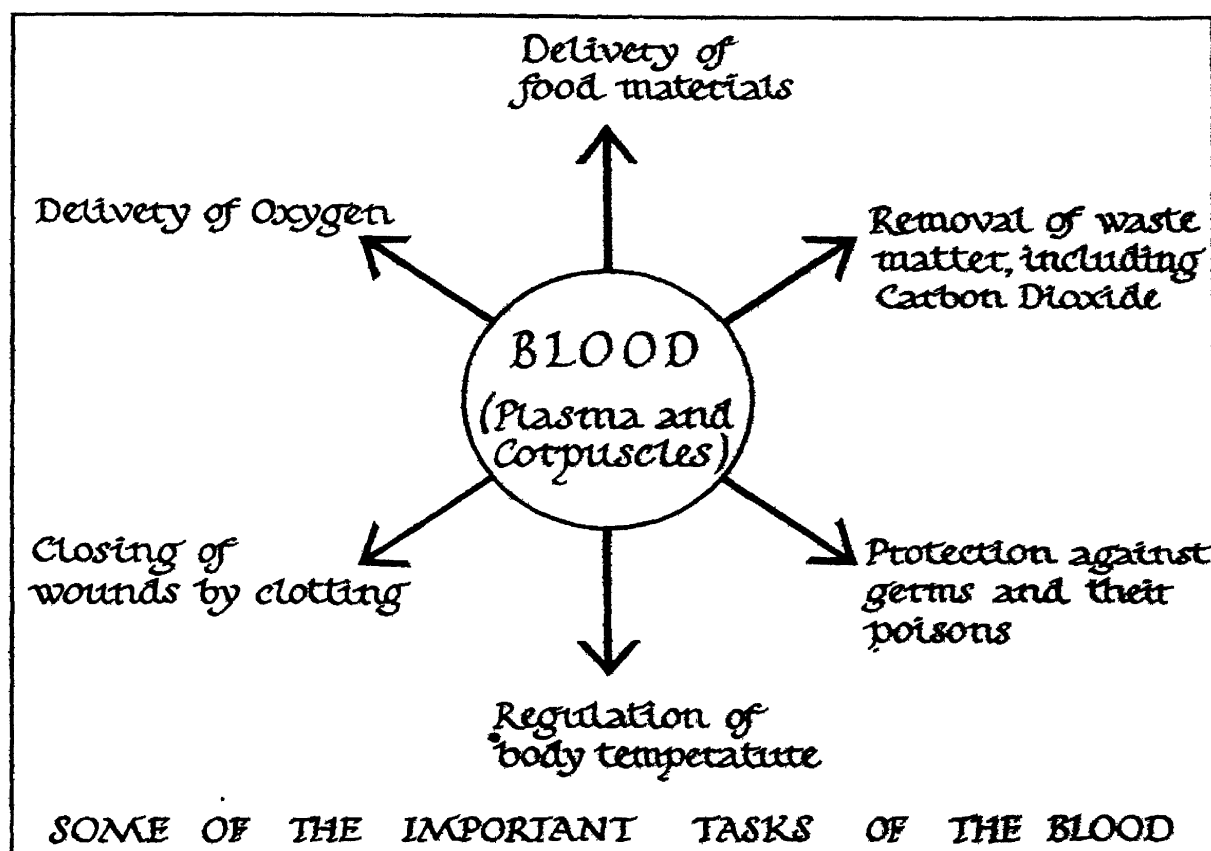 Delivery of
food materials
Delivery of Oxygen
Removal of waste
matter, including
Carbon Dioxide
BLOOD
(Plasma and
Corpuscles)
Closing of
wounds by clotting
Protection against
germs and their
poisons
Regulation of
body temperature
SOME OF THE IMPORTANT TASKS OF THE BLOOD